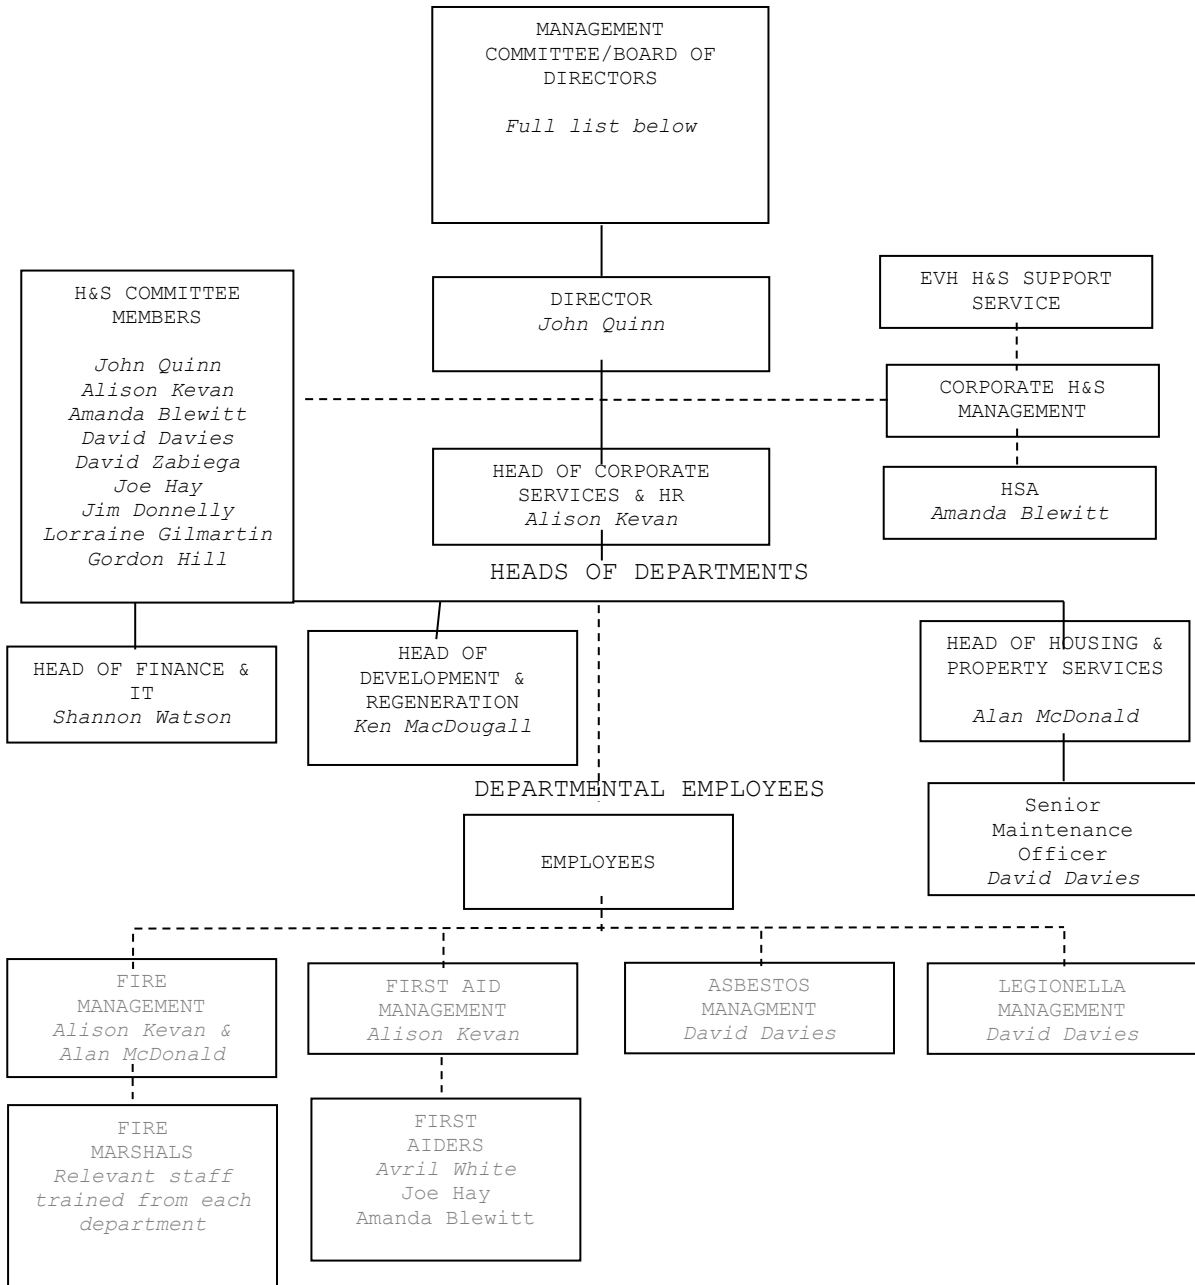 MANAGEMENT
COMMITTEE/BOARD OF
DIRECTORS
Full list below
H&S COMMITTEE
MEMBERS
John Quinn
Alison Kevan
Amanda Blewitt
David Davies
David Zabiega
Joe Hay
Jim Donnelly
Lorraine Gilmartin
Gordon Hill
DIRECTOR
John Quinn
EVH H&S SUPPORT
SERVICE
CORPORATE H&S
MANAGEMENT
HEAD OF CORPORATE
SERVICES & HR
Alison Kevan
HSA
Amanda Blewitt
HEADS OF DEPARTMENTS
HEAD OF FINANCE &
IT
Shannon Watson
HEAD OF
DEVELOPMENT &
REGENERATION
Ken MacDougall
HEAD OF HOUSING &
PROPERTY SERVICES
Alan McDonald
DEPARTMENTAL EMPLOYEES
EMPLOYEES
Senior
Maintenance
Officer
David Davies
FIRE
MANAGEMENT
Alison Kevan &
Alan McDonald
FIRST AID
MANAGEMENT
Alison Kevan
ASBESTOS
MANAGMENT
David Davies
LEGIONELLA
MANAGEMENT
David Davies
FIRE
MARSHALS
Relevant staff
trained from each
department
FIRST
AIDERS
Avril White
Joe Hay
Amanda Blewitt